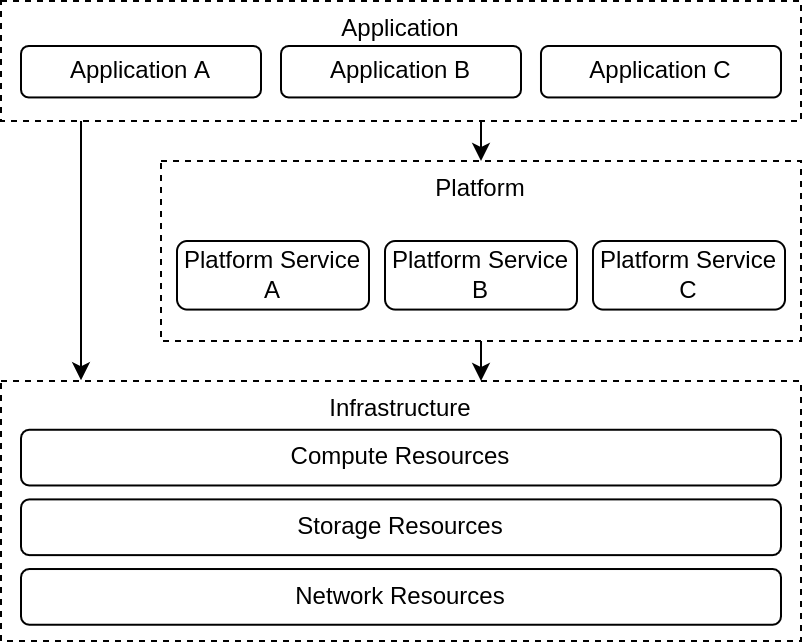 Application
Application A
Application B
Application C
Platform
Platform Service
A
Platform Service
B
Platform Service
C
Infrastructure
Compute Resources
Storage Resources
Network Resources